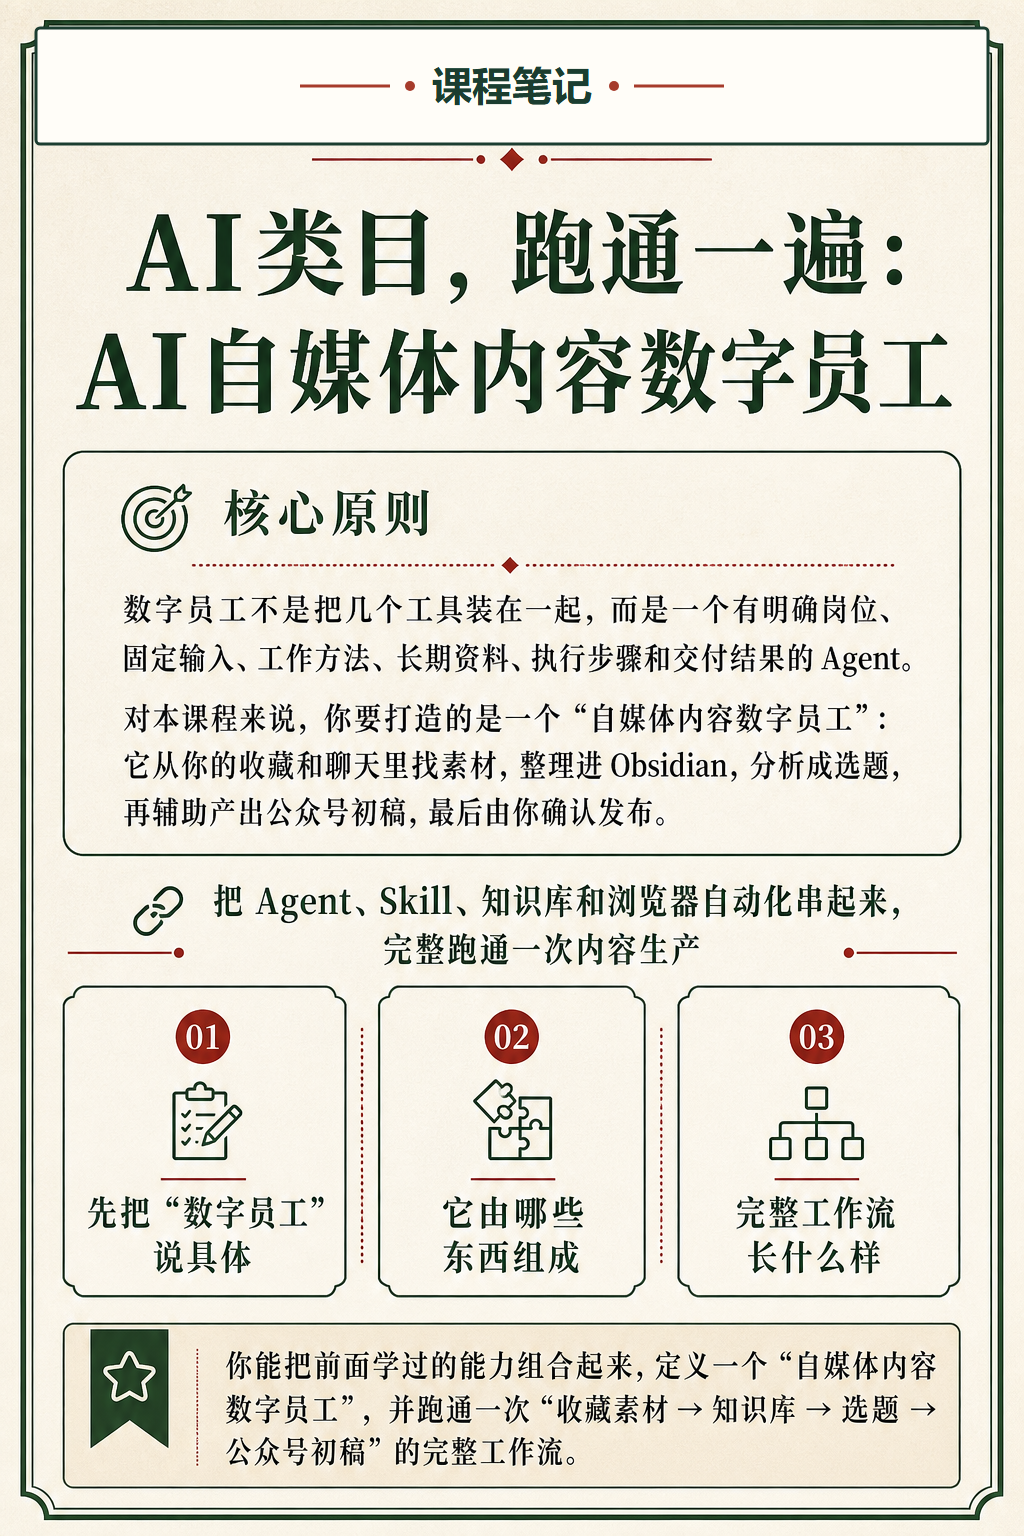 课程笔记
AI类目，跑通一遍：
AI自媒体内容数字员工
核心原则
数字员工不是把几个工具装在一起，而是一个有明确岗位、
固定输入、工作方法、长期资料、执行步骤和交付结果的 Agent。
对本课程来说，你要打造的是一个“自媒体内容数字员工”：
它从你的收藏和聊天里找素材，整理进 Obsidian，分析成选题，
再辅助产出公众号初稿，最后由你确认发布。
把 Agent、Skill、知识库和浏览器自动化串起来，
完整跑通一次内容生产
01
先把“数字员工”
说具体
02
它由哪些
东西组成
03
完整工作流
长什么样
你能把前面学过的能力组合起来，定义一个“自媒体内容
数字员工”，并跑通一次“收藏素材 → 知识库 → 选题 →
公众号初稿”的完整工作流。